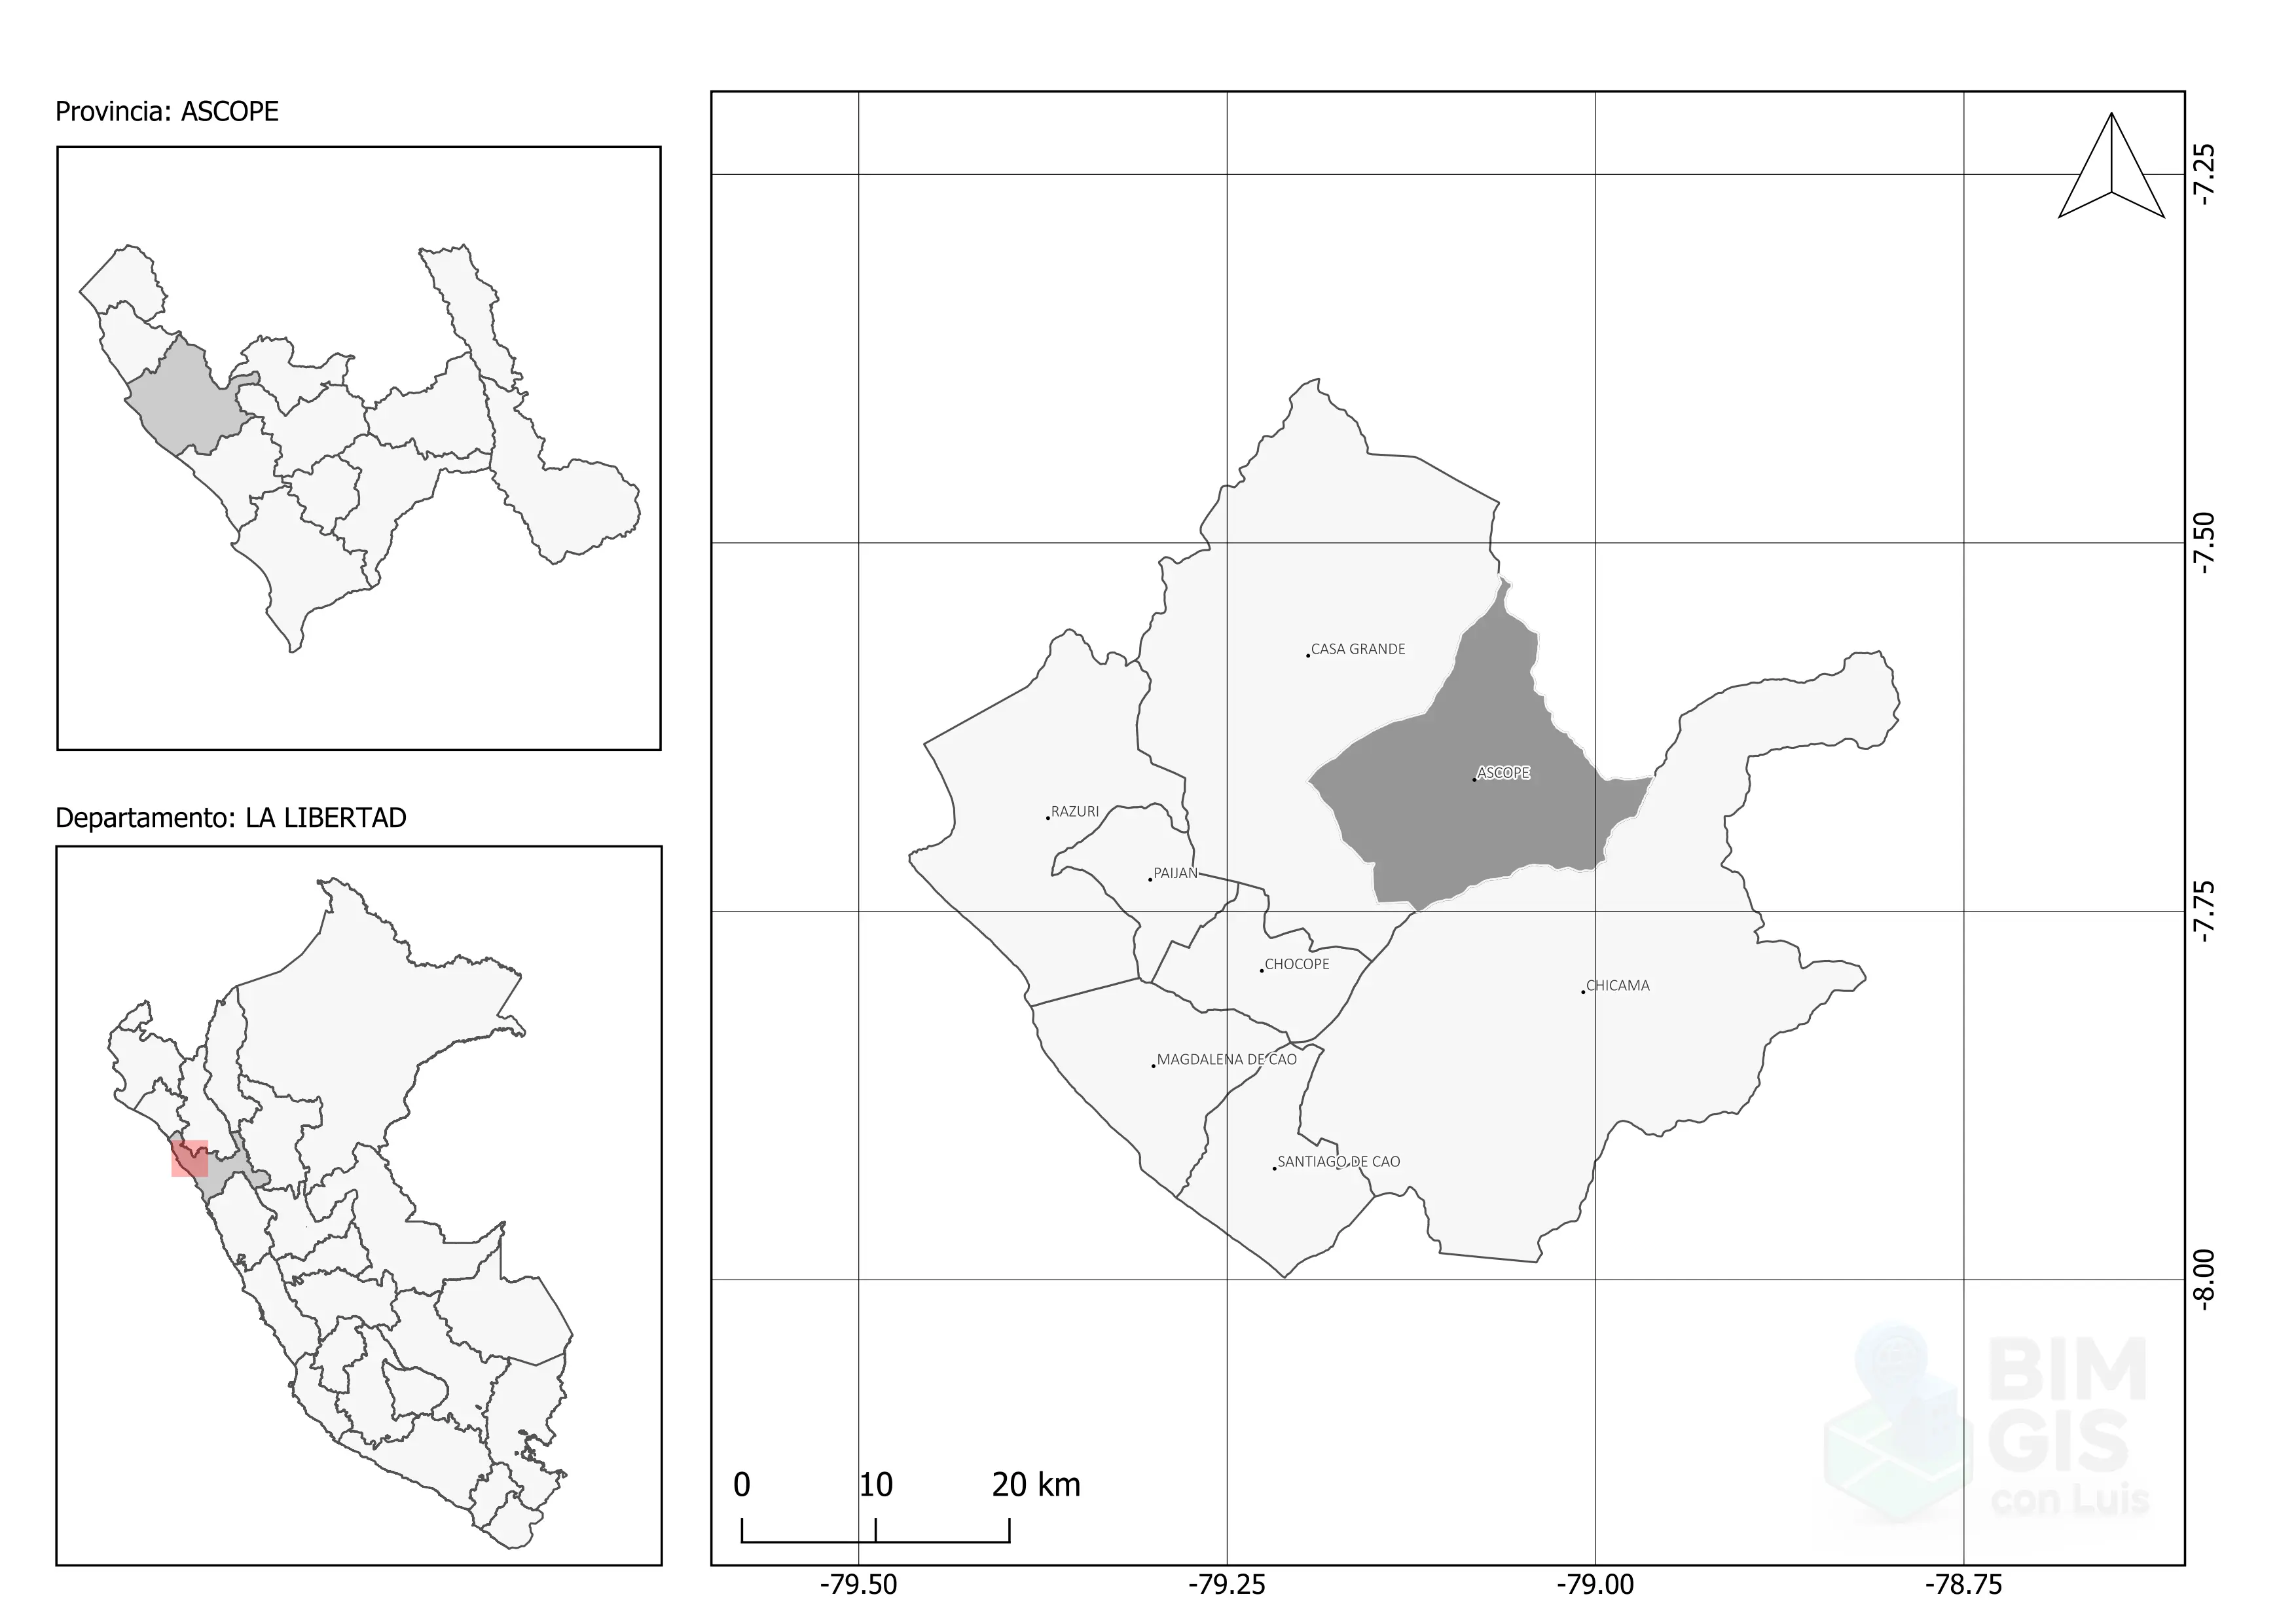 Provincia: ASCOPE
Departamento: LA LIBERTAD
CASA GRANDE
ASCOPE
RAZURI
PAIJAN
CHOCOPE
CHICAMA
MAGDALENA DE CAO
SANTIAGO DE CAO
-7.25
-7.50
-7.75
-8.00
BIM
GIS
con Luis
0 10 20 km
-79.50 -79.25 -79.00 -78.75